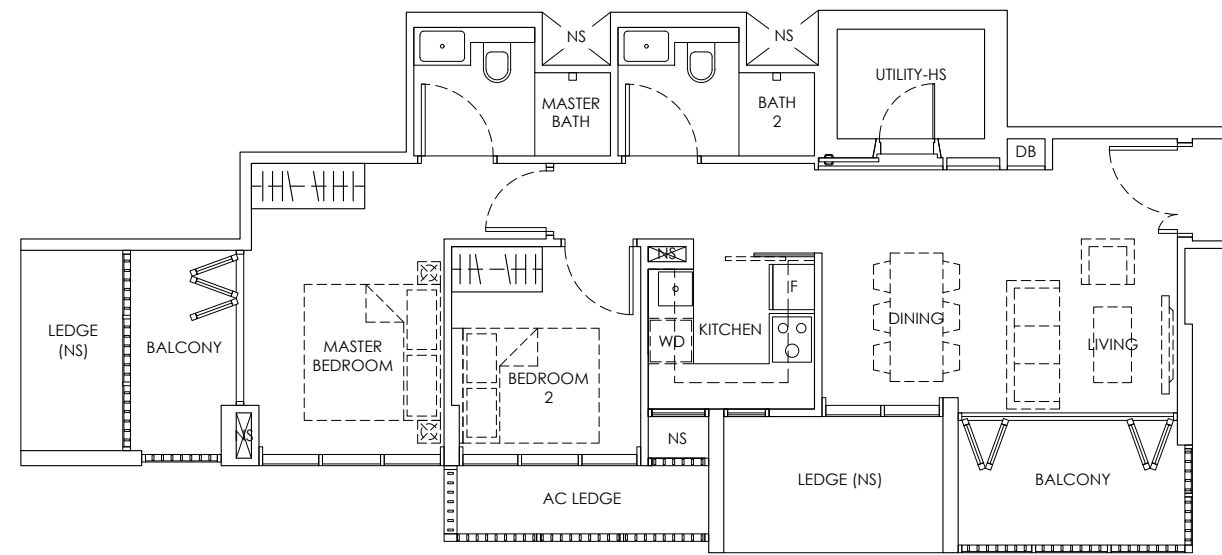 NS
NS
UTILITY-HS
MASTER
BATH
BATH
2
DB
NS
IF
LEDGE
(NS)
BALCONY
MASTER
BEDROOM
WD
KITCHEN
DINING
LIVING
BEDROOM
2
NS
NS
AC LEDGE
LEDGE (NS)
BALCONY